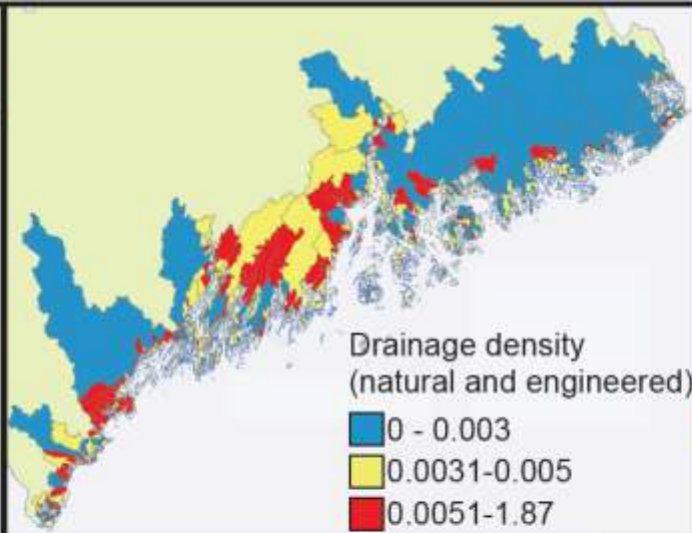 Drainage density
(natural and engineered)
0 - 0.003
0.0031-0.005
0.0051-1.87